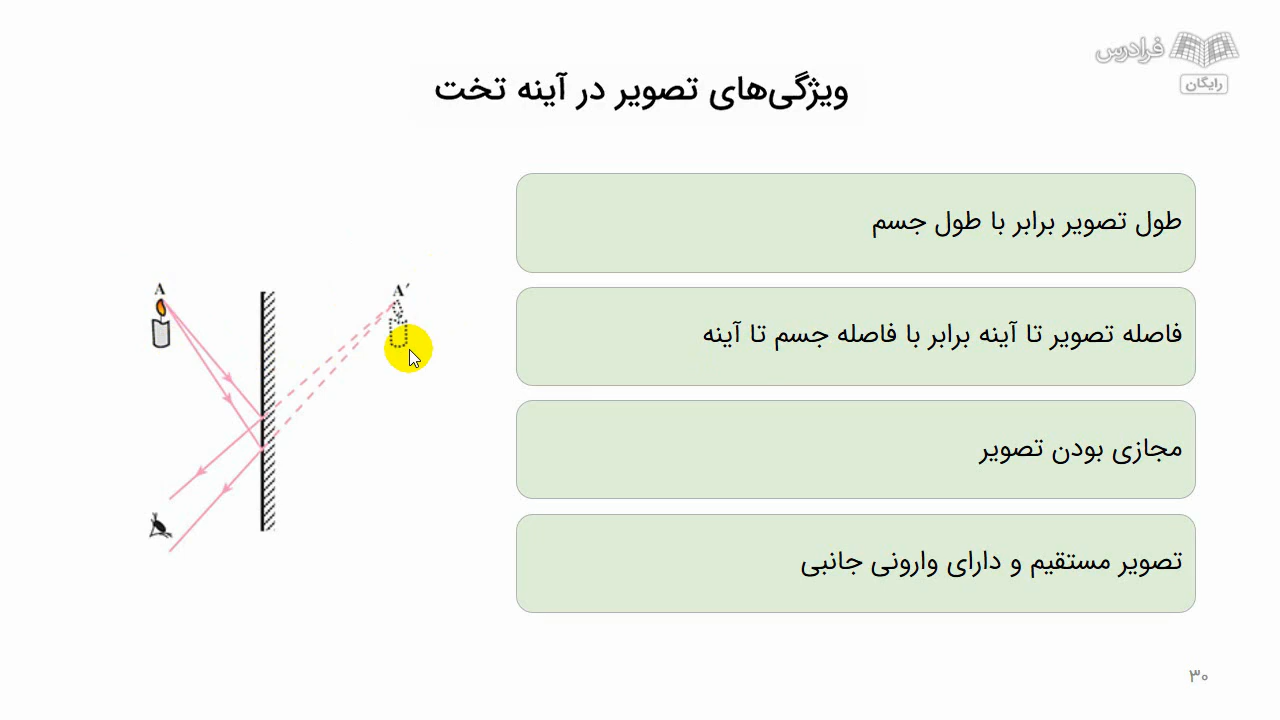 فرادرس
رایگان
ویژگی‌های تصویر در آینه تخت
طول تصویر برابر با طول جسم
فاصله تصویر تا آینه برابر با فاصله جسم تا آینه
مجازی بودن تصویر
تصویر مستقیم و دارای وارونی جانبی
A
A′
۳۰